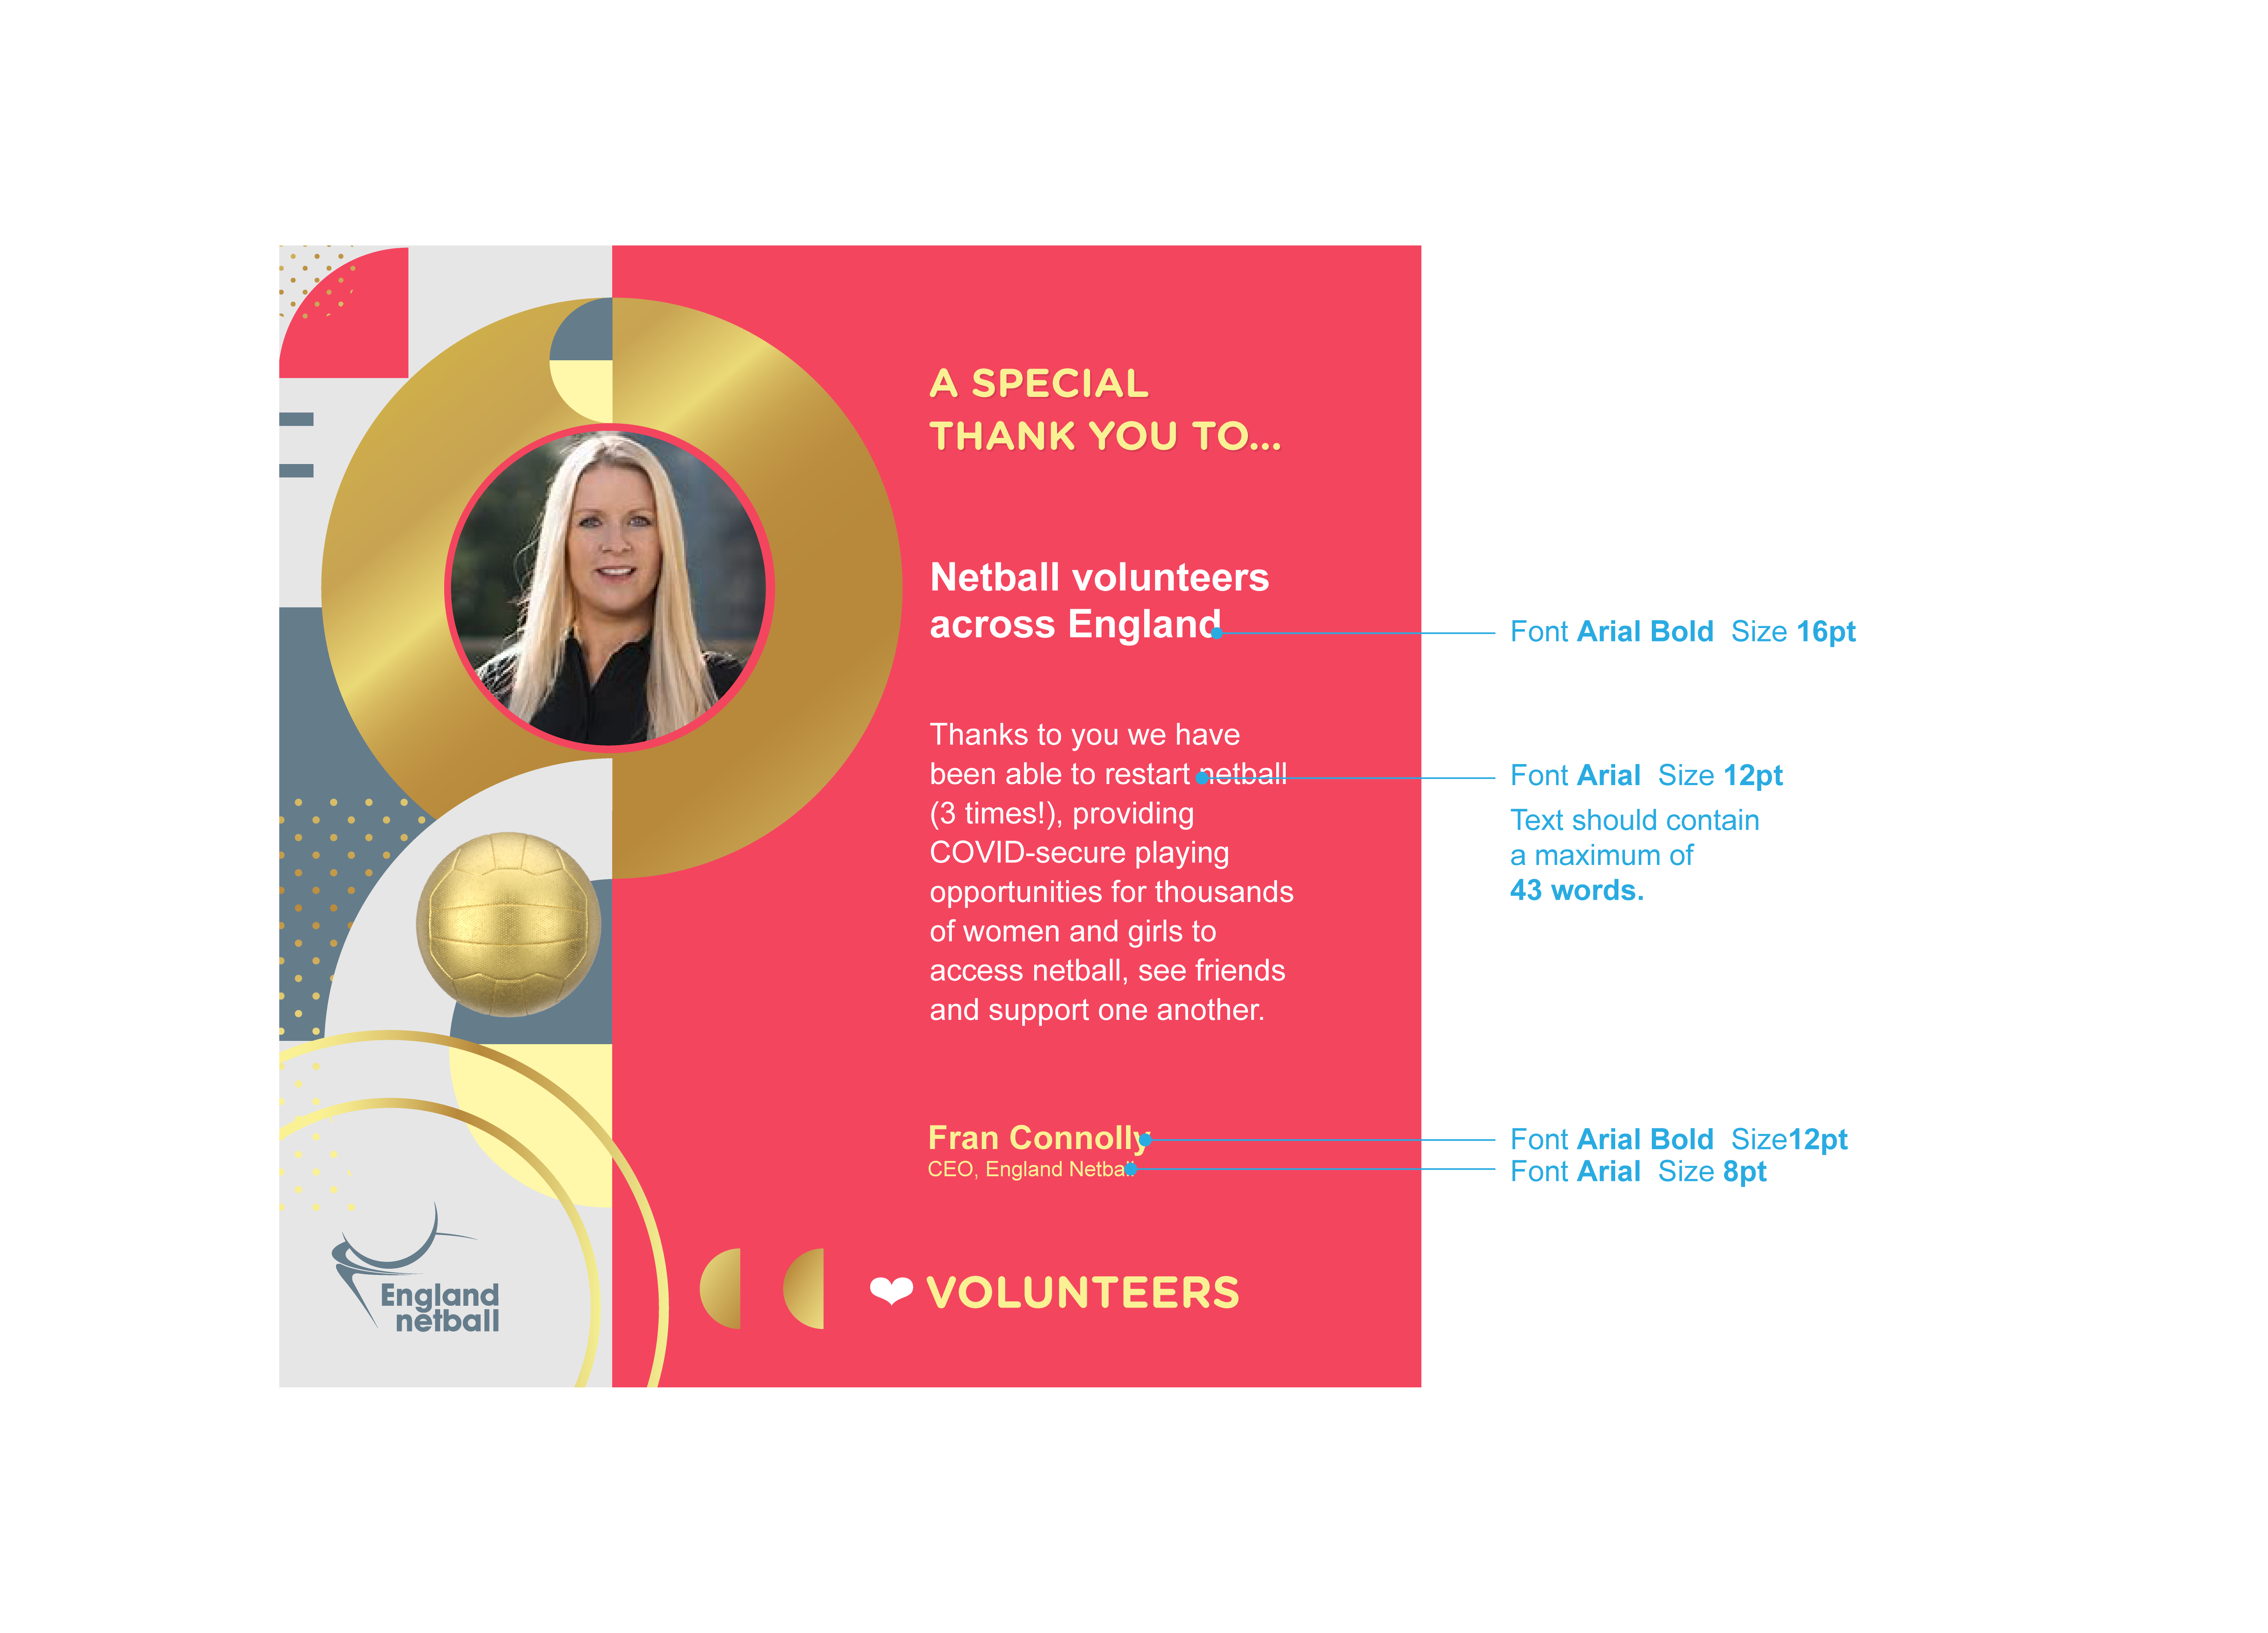 A SPECIAL
THANK YOU TO...
Netball volunteers
across England
Thanks to you we have
been able to restart netball
(3 times!), providing
COVID-secure playing
opportunities for thousands
of women and girls to
access netball, see friends
and support one another.
Fran Connolly
CEO, England Netball
VOLUNTEERS
England
netball
Font Arial Bold Size 16pt
Font Arial Size 12pt
Text should contain
a maximum of
43 words.
Font Arial Bold Size12pt
Font Arial Size 8pt